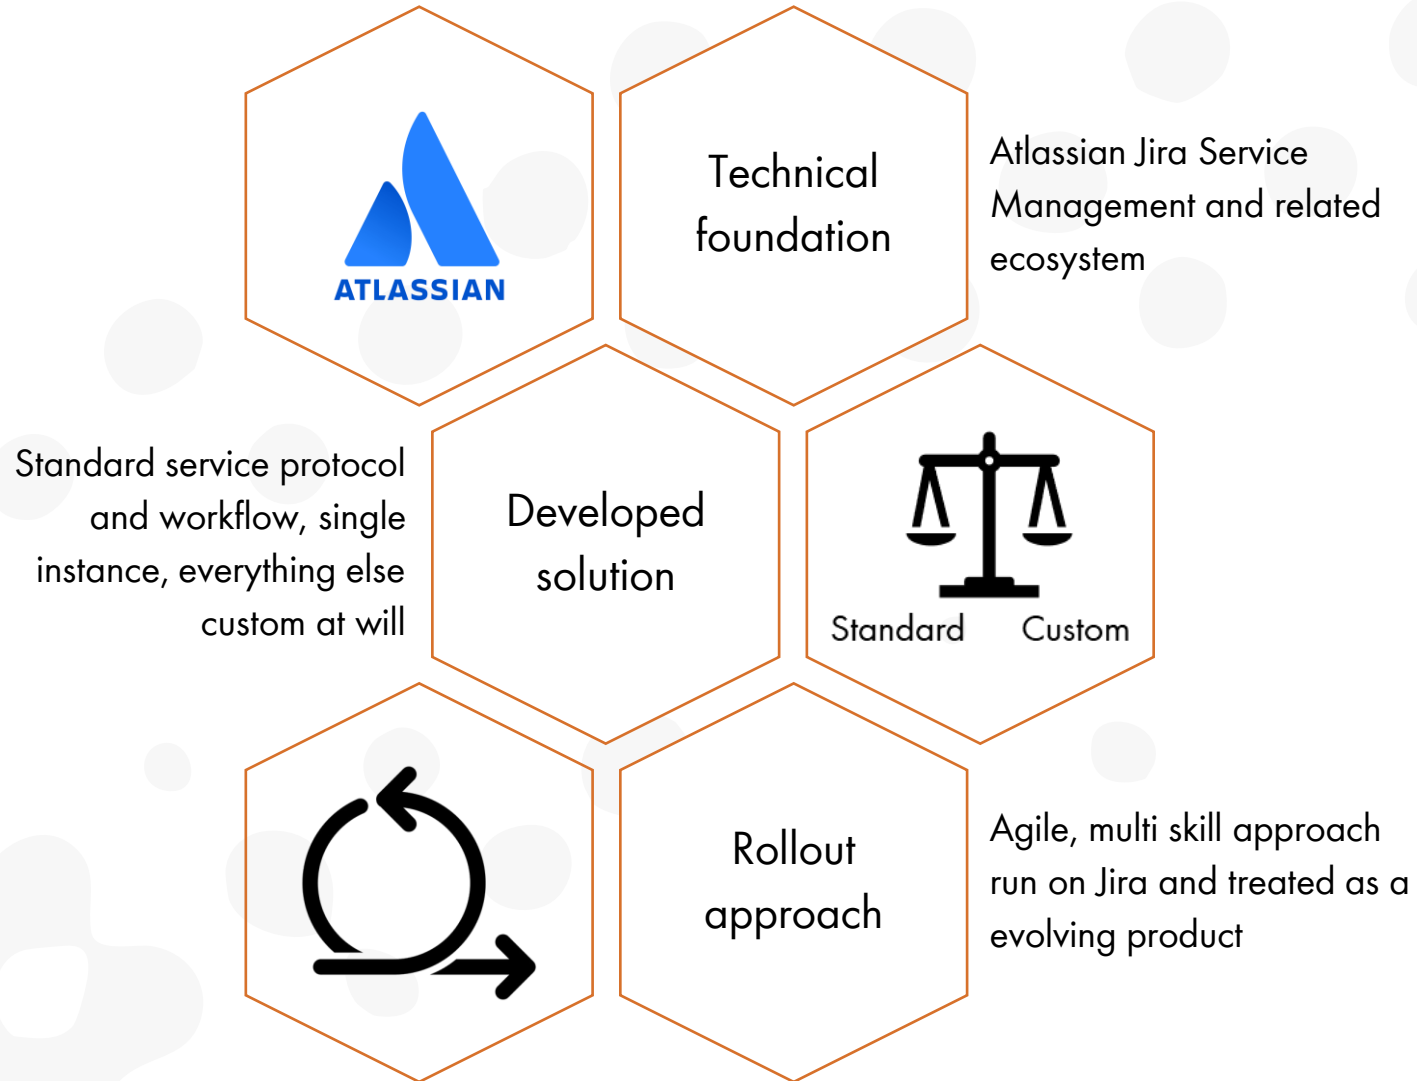 ATLASSIAN
Technical
foundation
Atlassian Jira Service
Management and related
ecosystem
Standard service protocol
and workflow, single
instance, everything else
custom at will
Developed
solution
Standard
Custom
Rollout
approach
Agile, multi skill approach
run on Jira and treated as a
evolving product